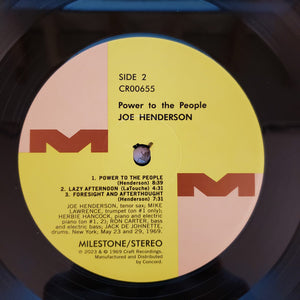 SIDE 2
CR00655
Power to the People
JOE HENDERSON
M M
1. POWER TO THE PEOPLE
(Henderson) 8:39
2. LAZY AFTERNOON (LaTouche) 4:31
3. FORESIGHT AND AFTERTHOUGHT
(Henderson) 7:31
JOE HENDERSON, tenor sax; MIKE
LAWRENCE, trumpet (on #1 only);
HERBIE HANCOCK, piano and electric
piano (on 1, 2); RON CARTER, bass and
electric bass; JACK DE JOHNETTE,
drums. New York; May 23 and 29, 1969.
MILESTONE/STEREO
℗ 2023 & © 1969 Craft Recordings.
Manufactured and Distributed
by Concord.